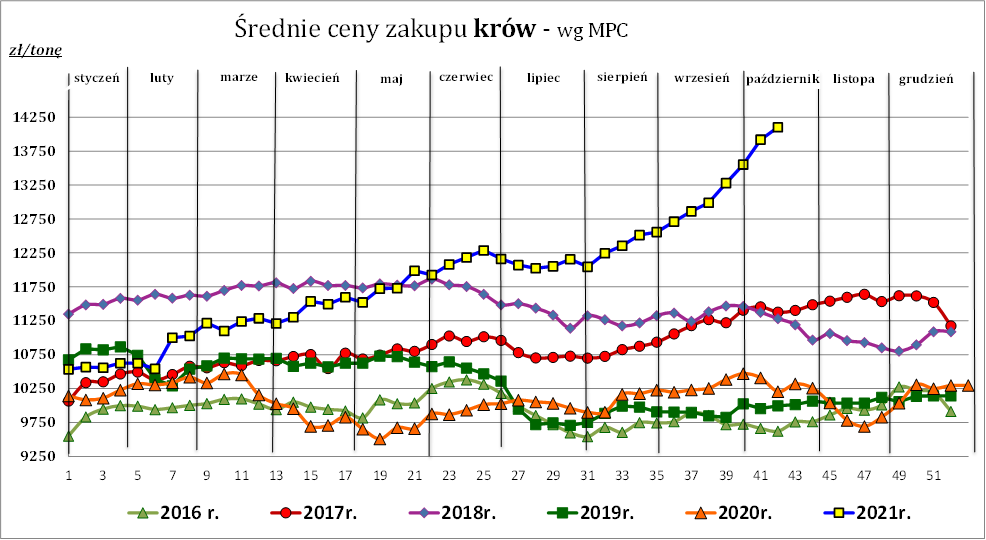 Średnie ceny zakupu krów - wg MPC
zł/tonę
styczeń luty marze kwiecień maj czerwiec lipiec sierpień wrzesień październik listopa grudzień
14250
13750
13250
12750
12250
11750
11250
10750
10250
9750
9250
1 3 5 7 9 11 13 15 17 19 21 23 25 27 29 31 33 35 37 39 41 43 45 47 49 51
2016 r. 2017r. 2018r. 2019r. 2020r. 2021r.